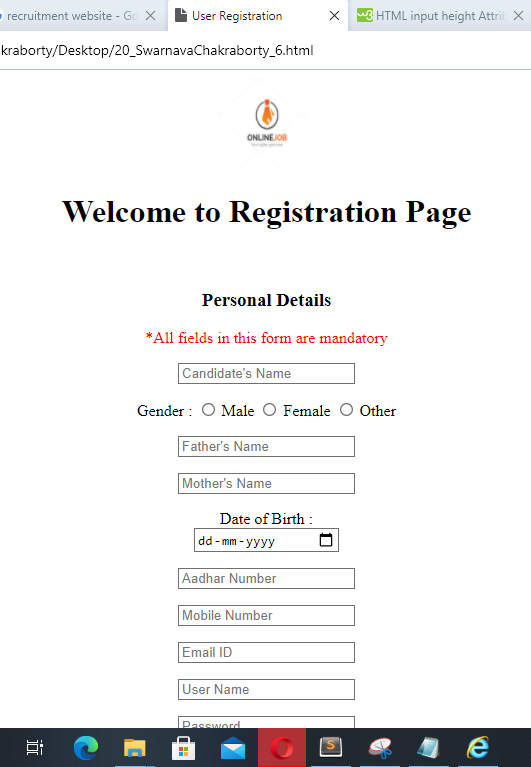 recruitment website - Go
User Registration
HTML input height Attri
kraborty/Desktop/20_SwarnavaChakraborty_6.html
ONLINEJOB
Welcome to Registration Page
Personal Details
*All fields in this form are mandatory
Candidate's Name
Gender : Male Female Other
Father's Name
Mother's Name
Date of Birth :
dd-mm-yyyy
Aadhar Number
Mobile Number
Email ID
User Name
Password